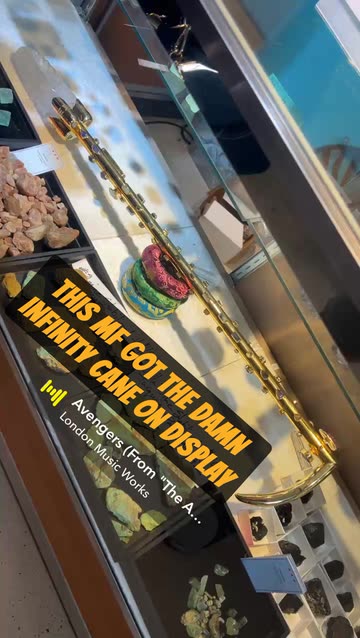 THIS MF GOT THE DAMN
INFINITY CANE ON DISPLAY
Avengers (From "The A...
London Music Works